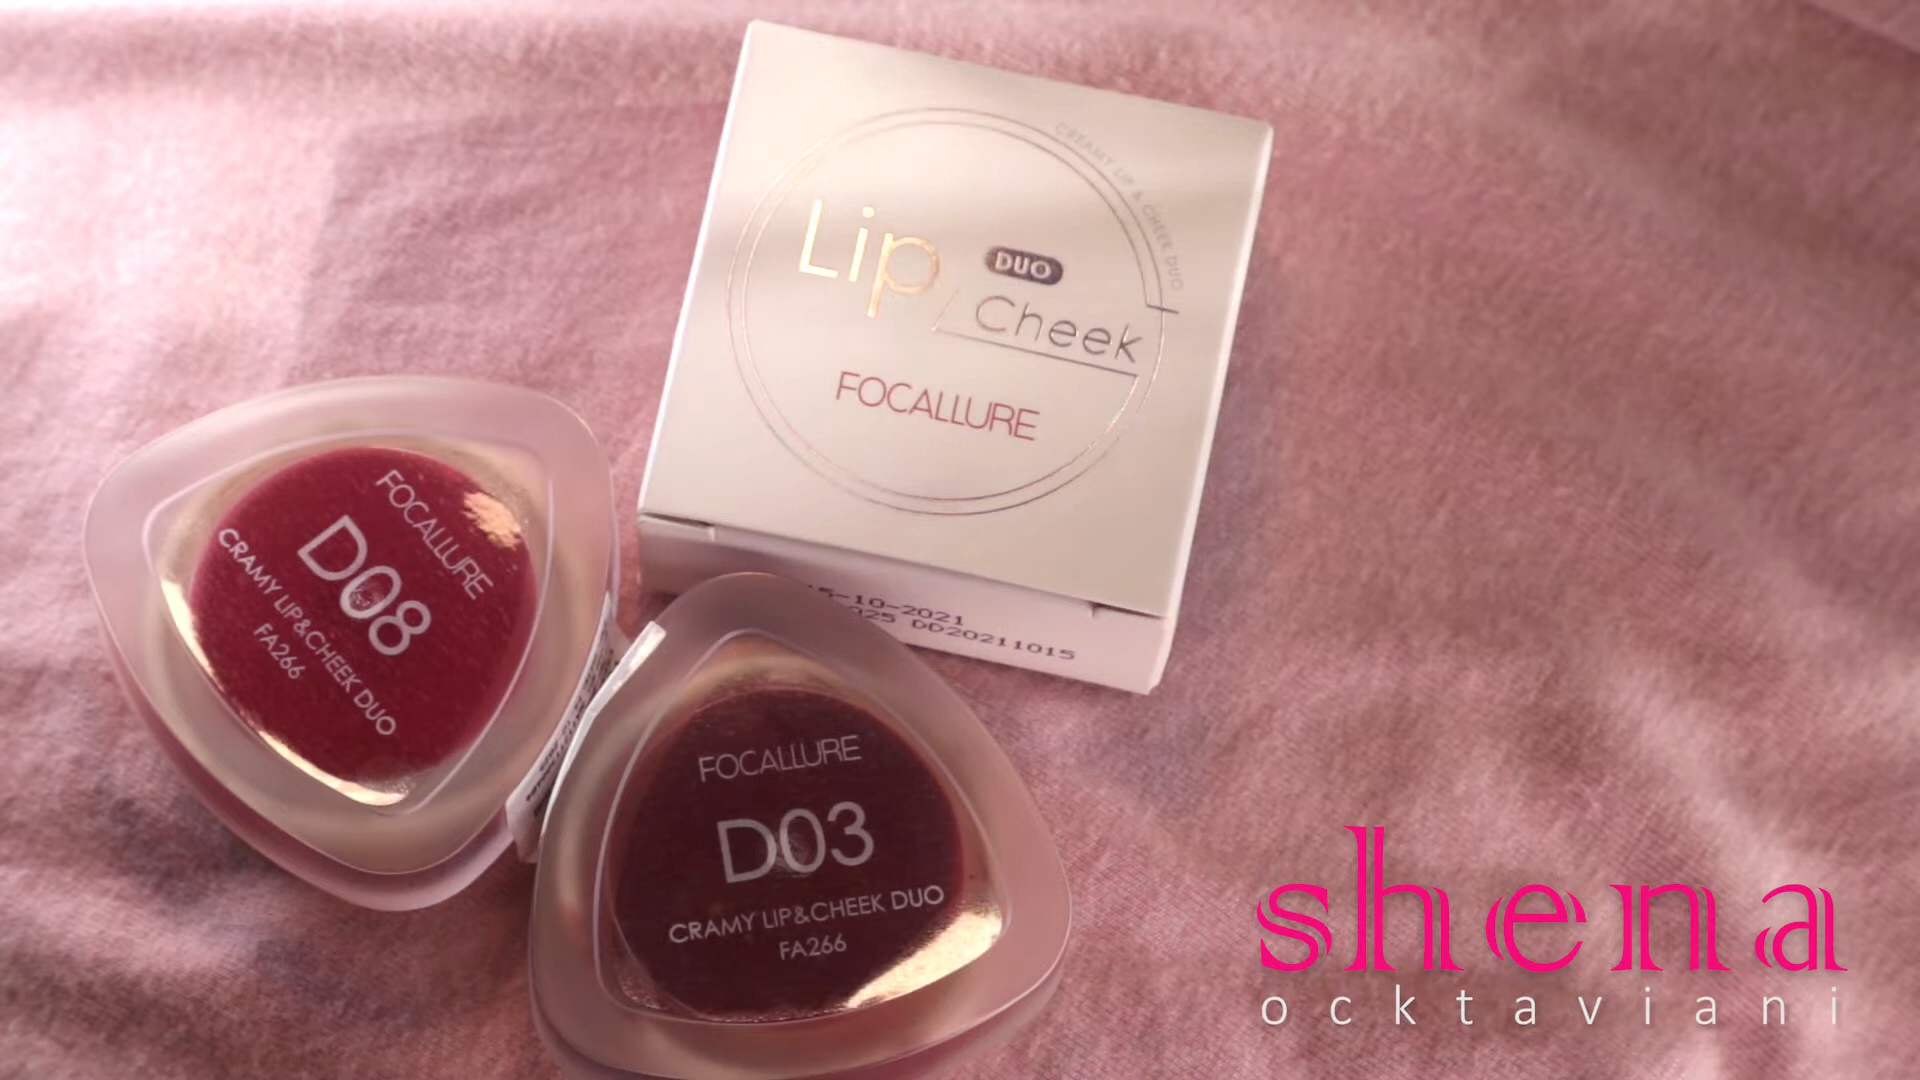 CREAMY LIP & CHEEK DUO
Lip
DUO
Cheek
FOCALLURE
15-10-2021
DD20211015
FOCALLURE
D08
CRAMY LIP&CHEEK DUO
FA266
FOCALLURE
D03
CRAMY LIP&CHEEK DUO
FA266
shena
ocktaviani